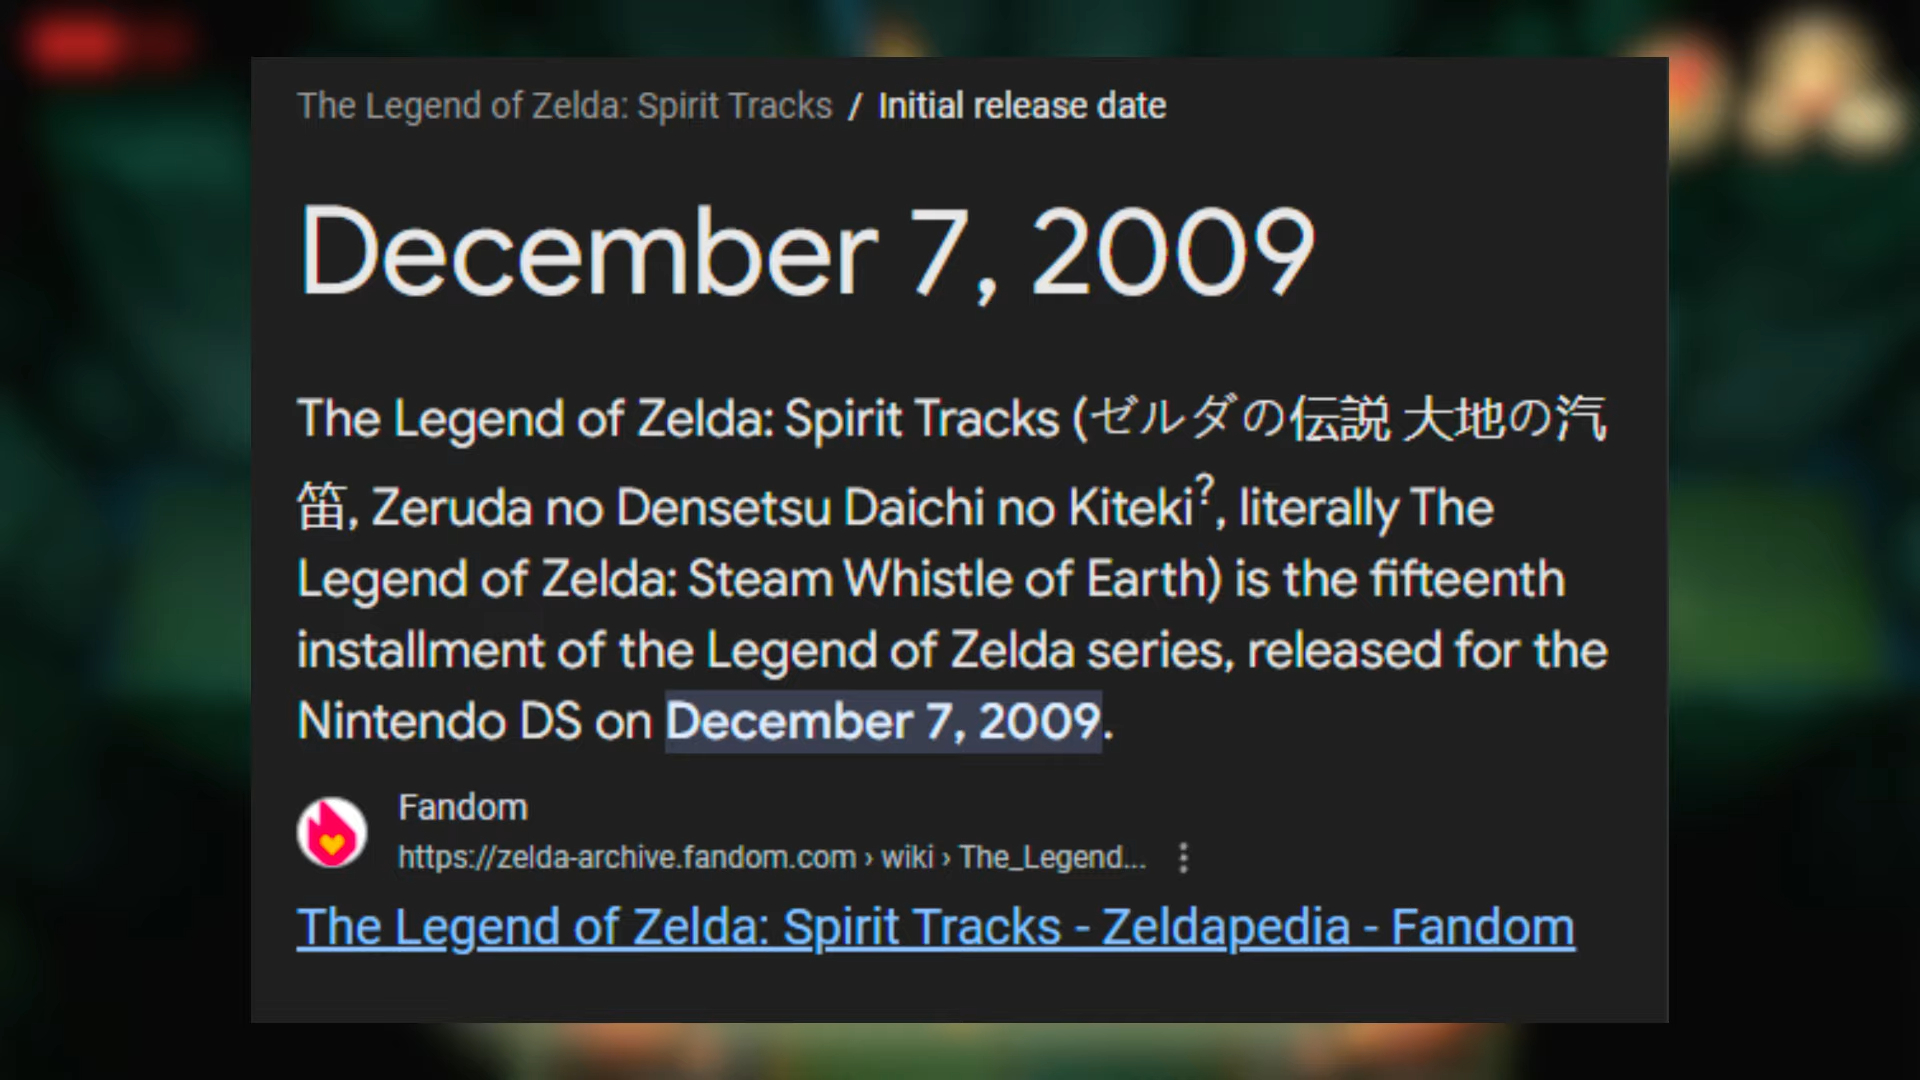 The Legend of Zelda: Spirit Tracks / Initial release date
December 7, 2009
The Legend of Zelda: Spirit Tracks (ゼルダの伝説 大地の汽
笛, Zeruda no Densetsu Daichi no Kiteki?, literally The
Legend of Zelda: Steam Whistle of Earth) is the fifteenth
installment of the Legend of Zelda series, released for the
Nintendo DS on December 7, 2009.
Fandom
https://zelda-archive.fandom.com › wiki › The_Legend...
The Legend of Zelda: Spirit Tracks - Zeldapedia - Fandom